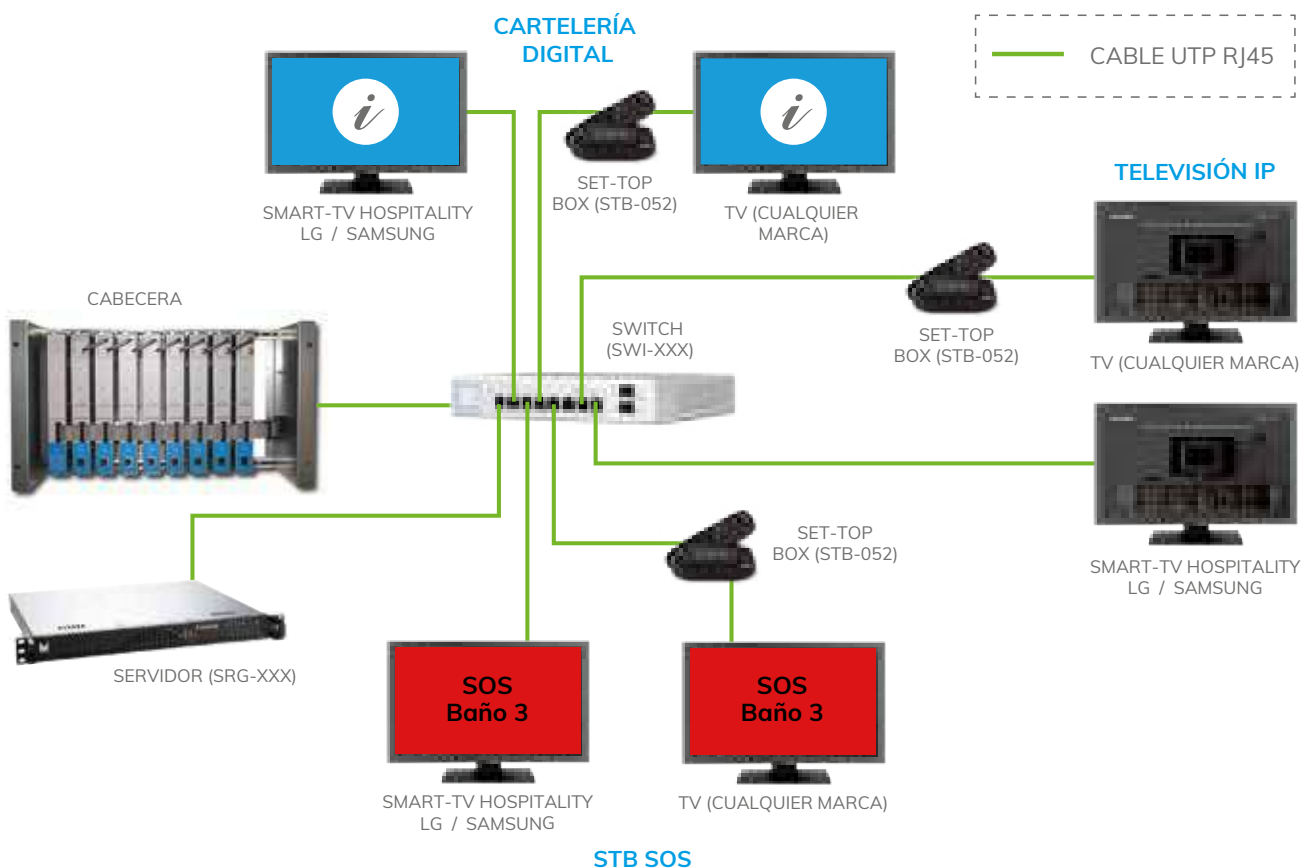 CARTELERÍA
DIGITAL
CABLE UTP RJ45
i
i
SMART-TV HOSPITALITY
LG / SAMSUNG
SET-TOP
BOX (STB-052)
TV (CUALQUIER
MARCA)
TELEVISIÓN IP
CABECERA
SWITCH
(SWI-XXX)
SET-TOP
BOX (STB-052)
TV (CUALQUIER MARCA)
SET-TOP
BOX (STB-052)
SMART-TV HOSPITALITY
LG / SAMSUNG
SERVIDOR (SRG-XXX)
SOS
Baño 3
SOS
Baño 3
SMART-TV HOSPITALITY
LG / SAMSUNG
TV (CUALQUIER MARCA)
STB SOS